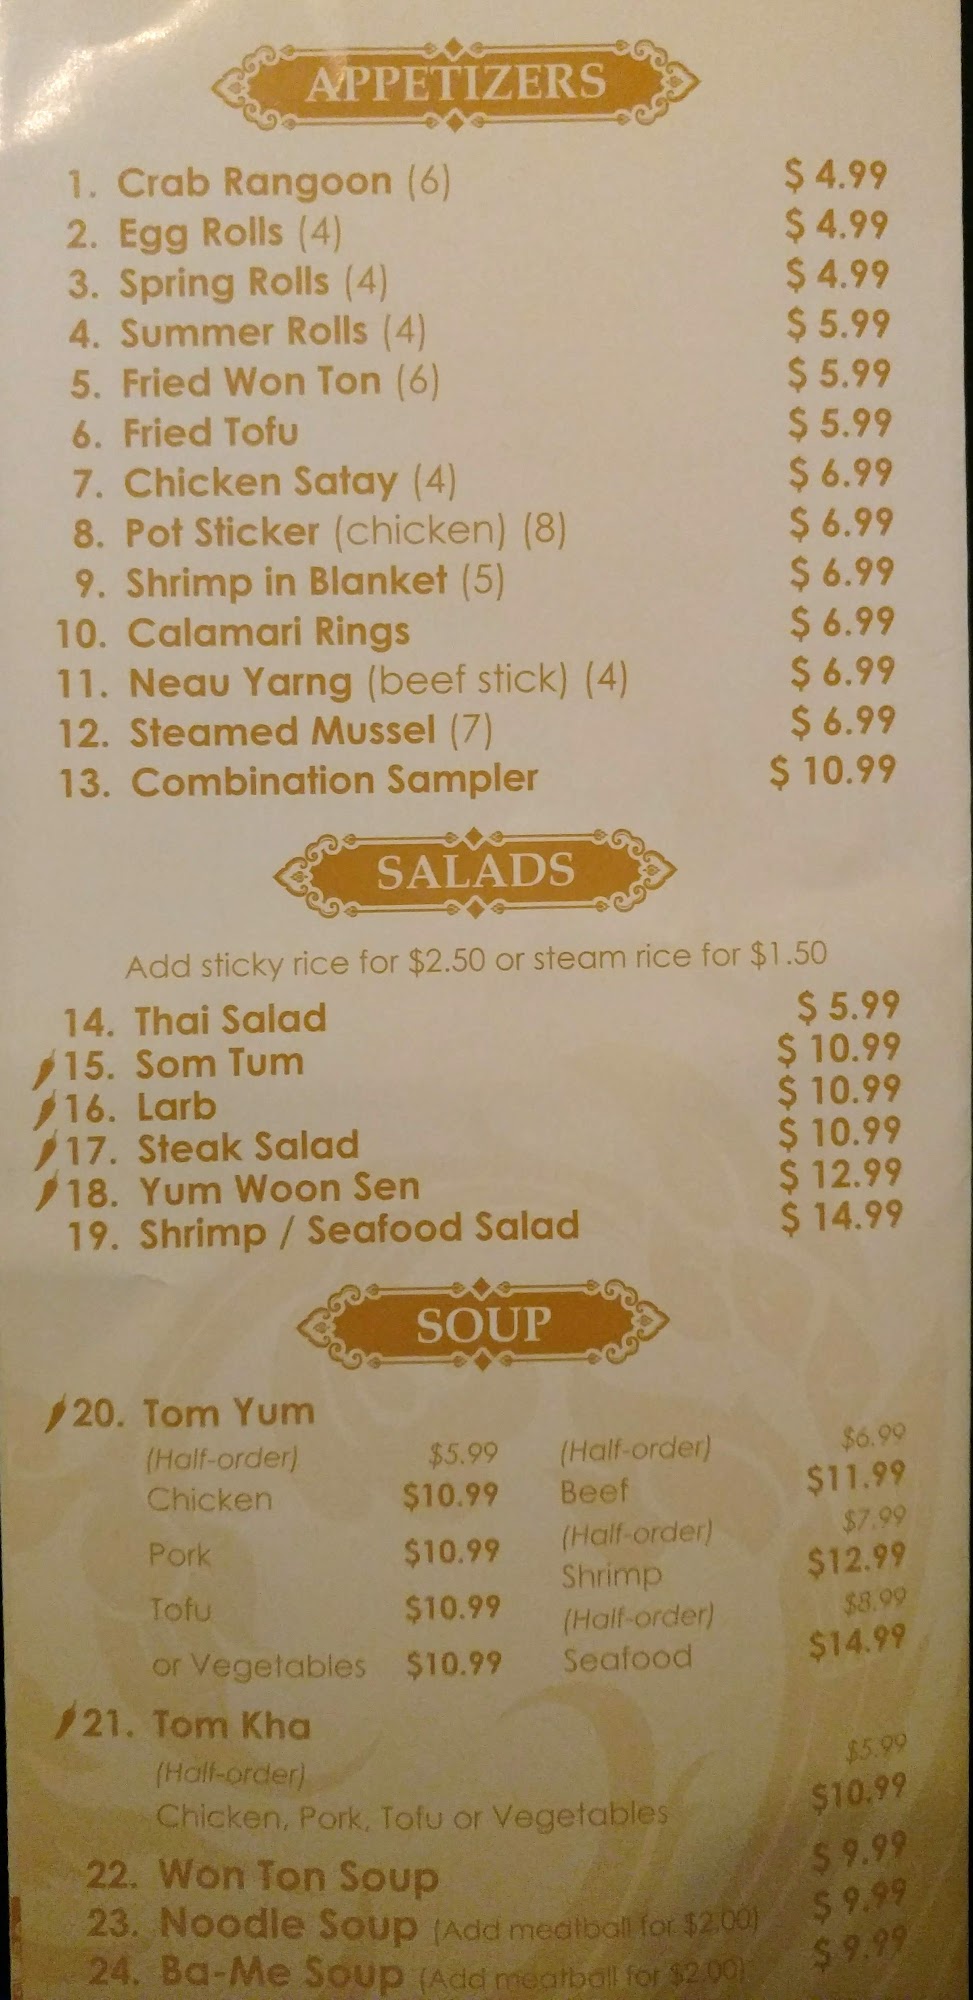 APPETIZERS
1. Crab Rangoon (6) $ 4.99
2. Egg Rolls (4) $ 4.99
3. Spring Rolls (4) $ 4.99
4. Summer Rolls (4) $ 5.99
5. Fried Won Ton (6) $ 5.99
6. Fried Tofu $ 5.99
7. Chicken Satay (4) $ 6.99
8. Pot Sticker (chicken) (8) $ 6.99
9. Shrimp in Blanket (5) $ 6.99
10. Calamari Rings $ 6.99
11. Neau Yarng (beef stick) (4) $ 6.99
12. Steamed Mussel (7) $ 6.99
13. Combination Sampler $ 10.99
SALADS
Add sticky rice for $2.50 or steam rice for $1.50
14. Thai Salad $ 5.99
15. Som Tum $ 10.99
16. Larb $ 10.99
17. Steak Salad $ 10.99
18. Yum Woon Sen $ 12.99
19. Shrimp / Seafood Salad $ 14.99
SOUP
20. Tom Yum
(Half-order) $5.99
Chicken $10.99
Pork $10.99
Tofu $10.99
or Vegetables $10.99
(Half-order) $6.99
Beef $11.99
(Half-order) $7.99
Shrimp $12.99
(Half-order) $8.99
Seafood $14.99
21. Tom Kha
(Half-order) $5.99
Chicken, Pork, Tofu or Vegetables $10.99
22. Won Ton Soup $ 9.99
23. Noodle Soup (Add meatball for $2.00) $ 9.99
24. Ba-Me Soup (Add meatball for $2.00) $ 9.99